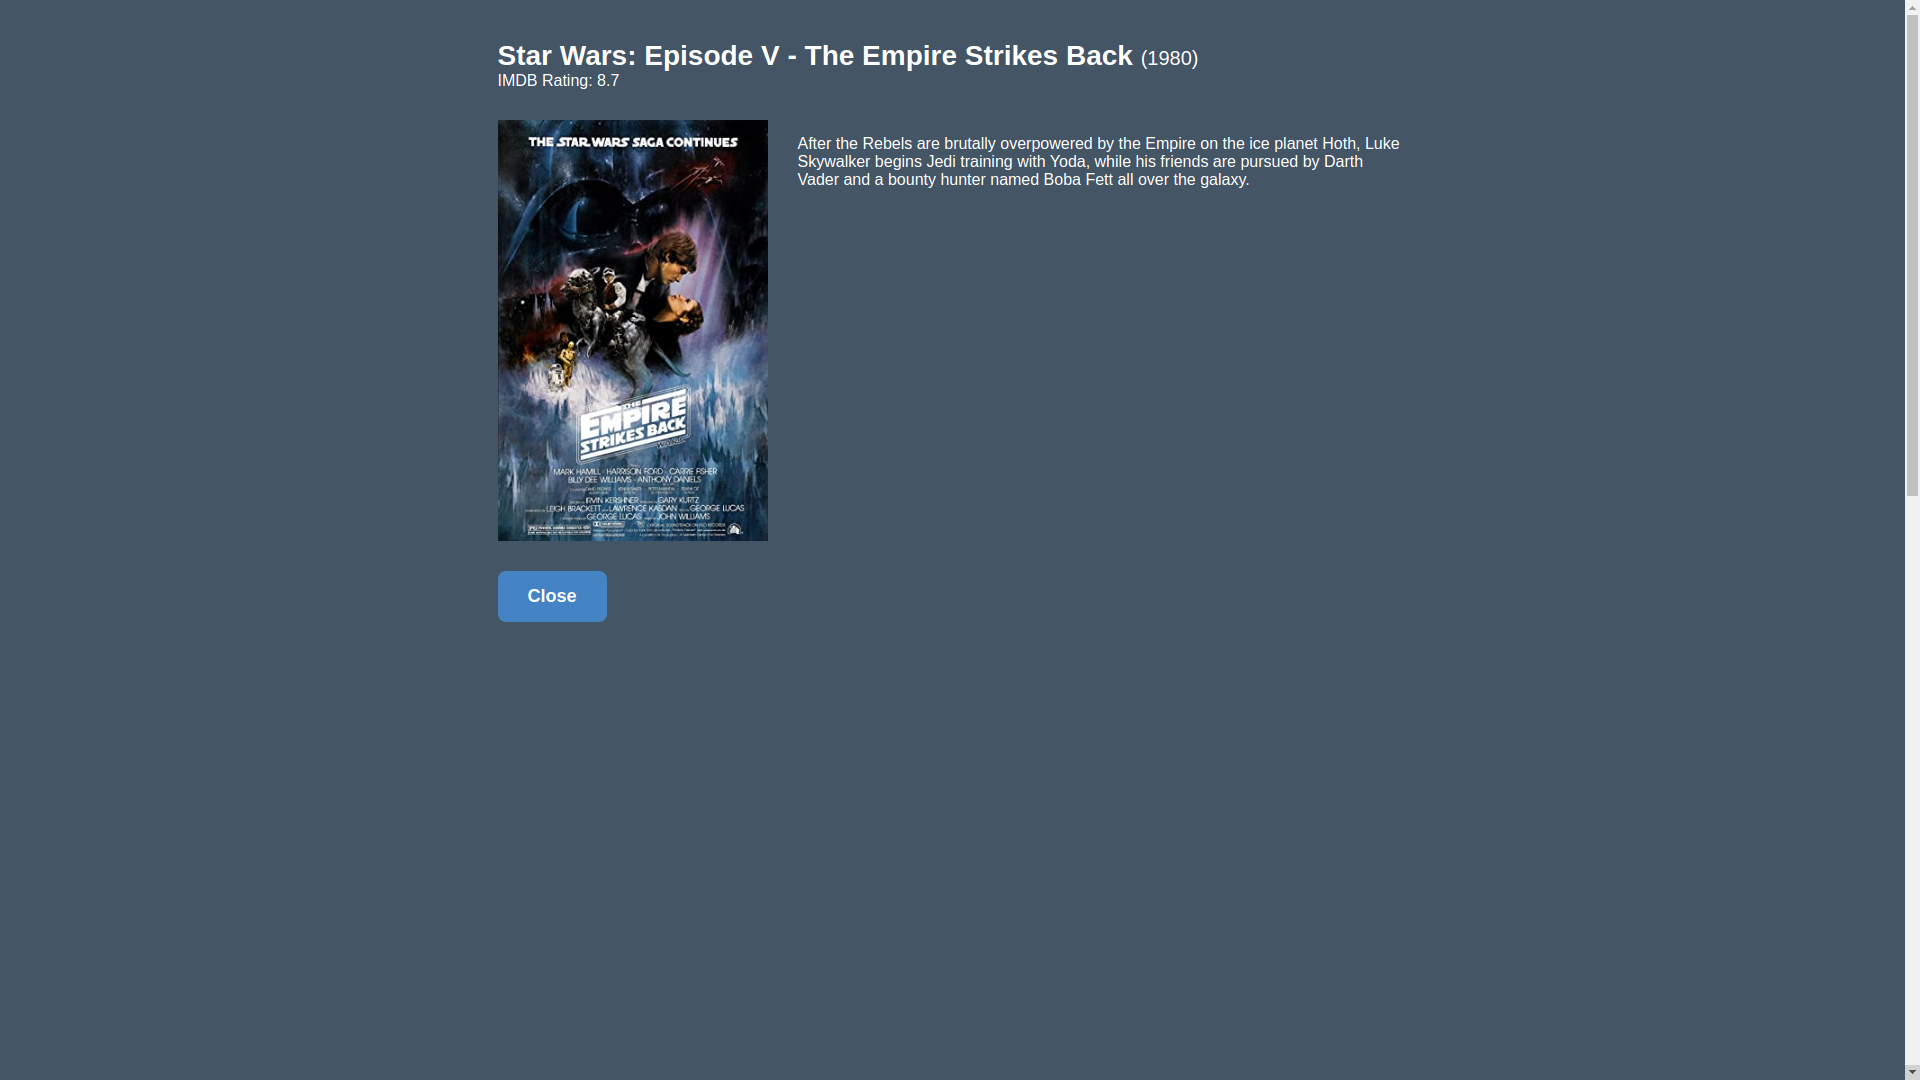 Star Wars: Episode V - The Empire Strikes Back (1980)
IMDB Rating: 8.7
THE STAR WARS SAGA CONTINUES
THE
EMPIRE
STRIKES BACK
MARK HAMILL · HARRISON FORD · CARRIE FISHER
BILLY DEE WILLIAMS · ANTHONY DANIELS
IRVIN KERSHNER GARY KURTZ
LEIGH BRACKETT LAWRENCE KASDAN GEORGE LUCAS
GEORGE LUCAS JOHN WILLIAMS
PG
After the Rebels are brutally overpowered by the Empire on the ice planet Hoth, Luke
Skywalker begins Jedi training with Yoda, while his friends are pursued by Darth
Vader and a bounty hunter named Boba Fett all over the galaxy.
Close